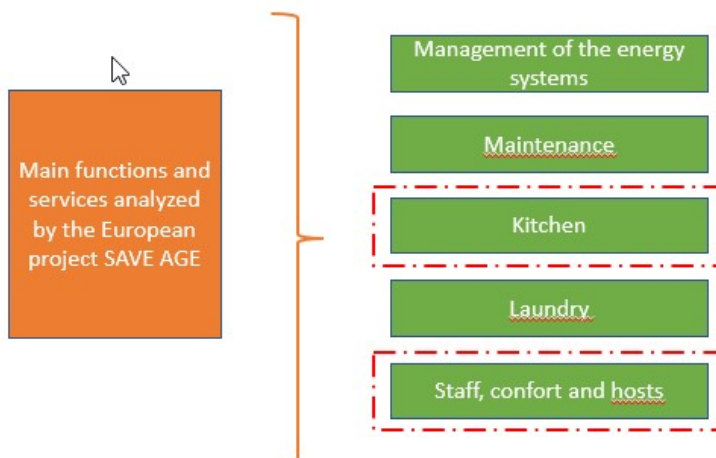 Main functions and
services analyzed
by the European
project SAVE AGE
Management of the energy
systems
Maintenance
Kitchen
Laundry
Staff, confort and hosts